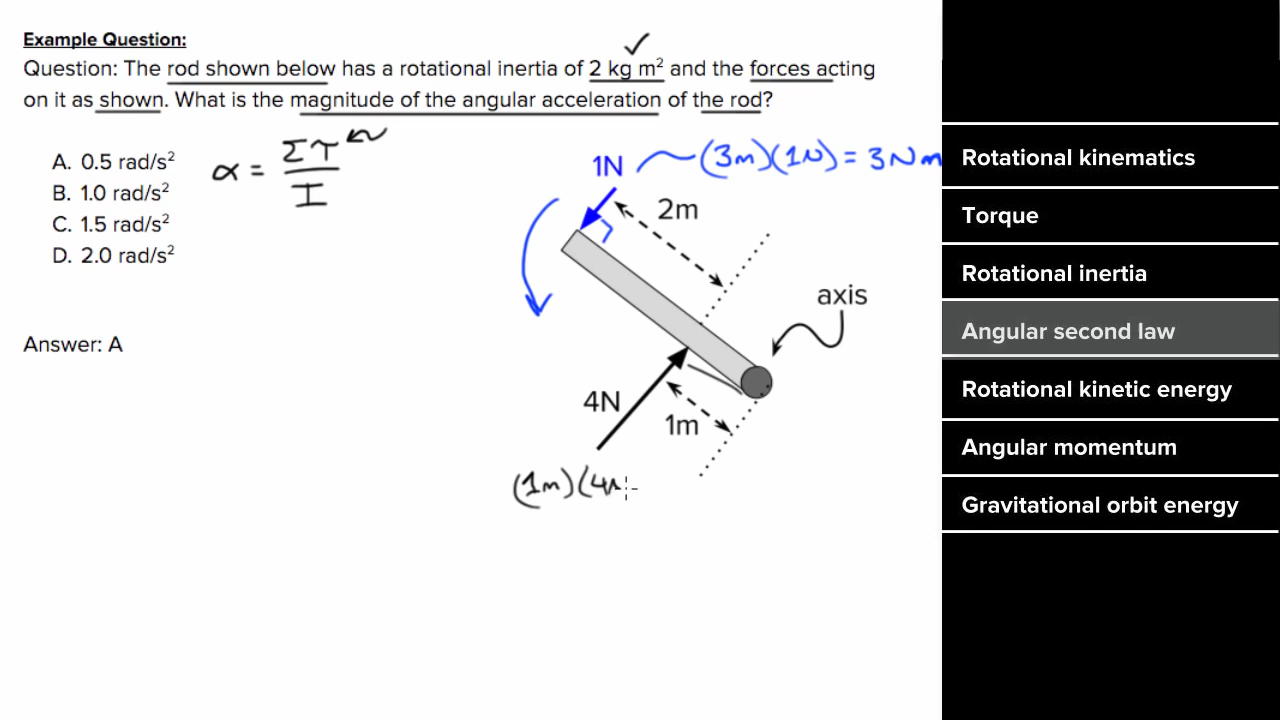 Example Question:
Question: The rod shown below has a rotational inertia of 2 kg m² and the forces acting
on it as shown. What is the magnitude of the angular acceleration of the rod?
A. 0.5 rad/s²
B. 1.0 rad/s²
C. 1.5 rad/s²
D. 2.0 rad/s²
α = Στ / I
Answer: A
1N
(3m)(1N) = 3Nm
2m
axis
4N
1m
(1m)(4N
Rotational kinematics
Torque
Rotational inertia
Angular second law
Rotational kinetic energy
Angular momentum
Gravitational orbit energy